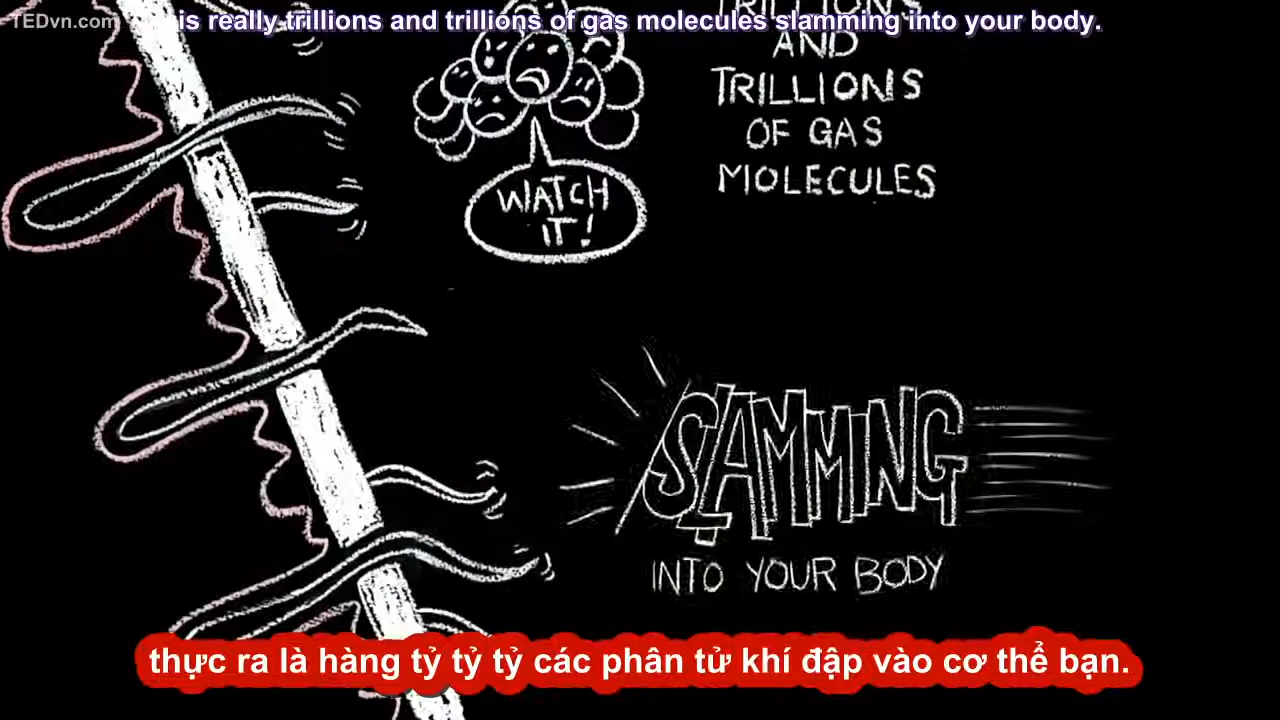 TEDvn.com
is really trillions and trillions of gas molecules slamming into your body.
TRILLIONS
AND
TRILLIONS
OF GAS
MOLECULES
WATCH
IT!
SLAMMING
INTO YOUR BODY
thực ra là hàng tỷ tỷ tỷ các phân tử khí đập vào cơ thể bạn.